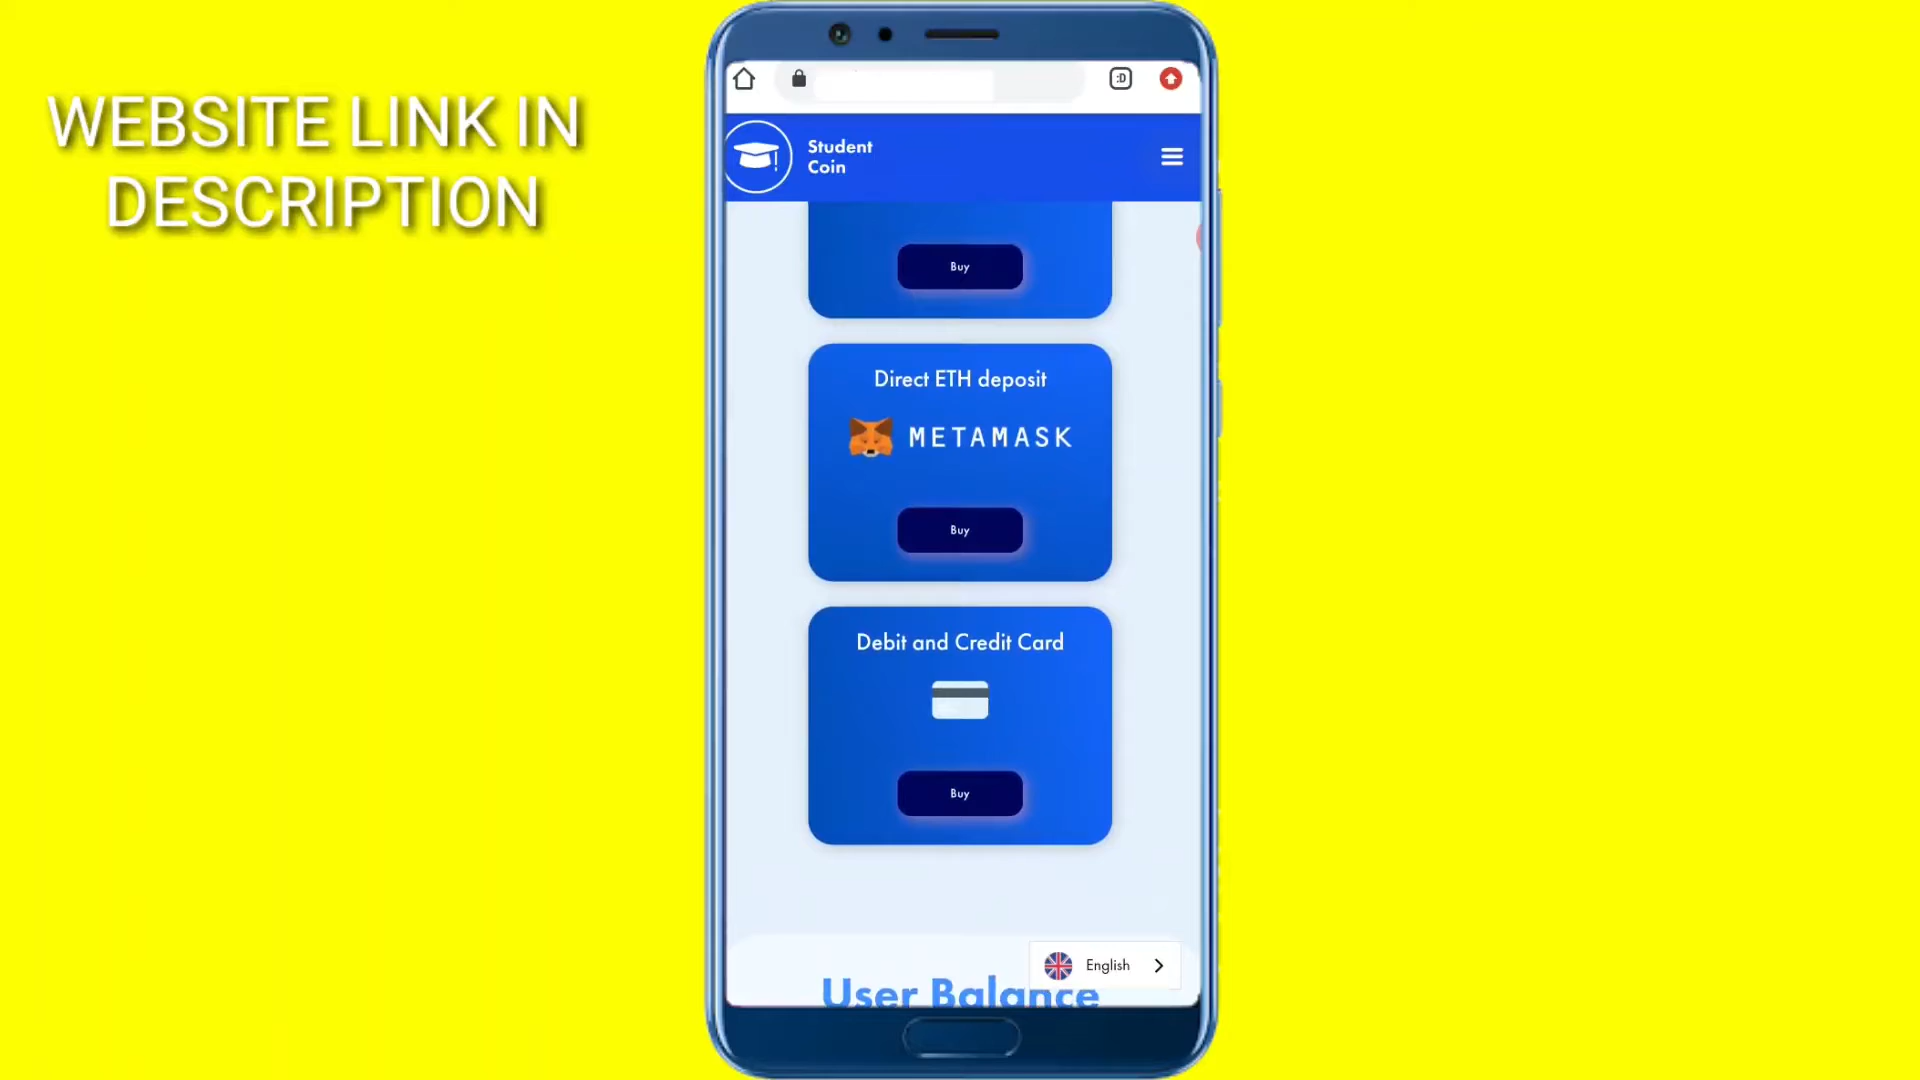 WEBSITE LINK IN
DESCRIPTION
:D
Student
Coin
Buy
Direct ETH deposit
METAMASK
Buy
Debit and Credit Card
Buy
English
User Balance